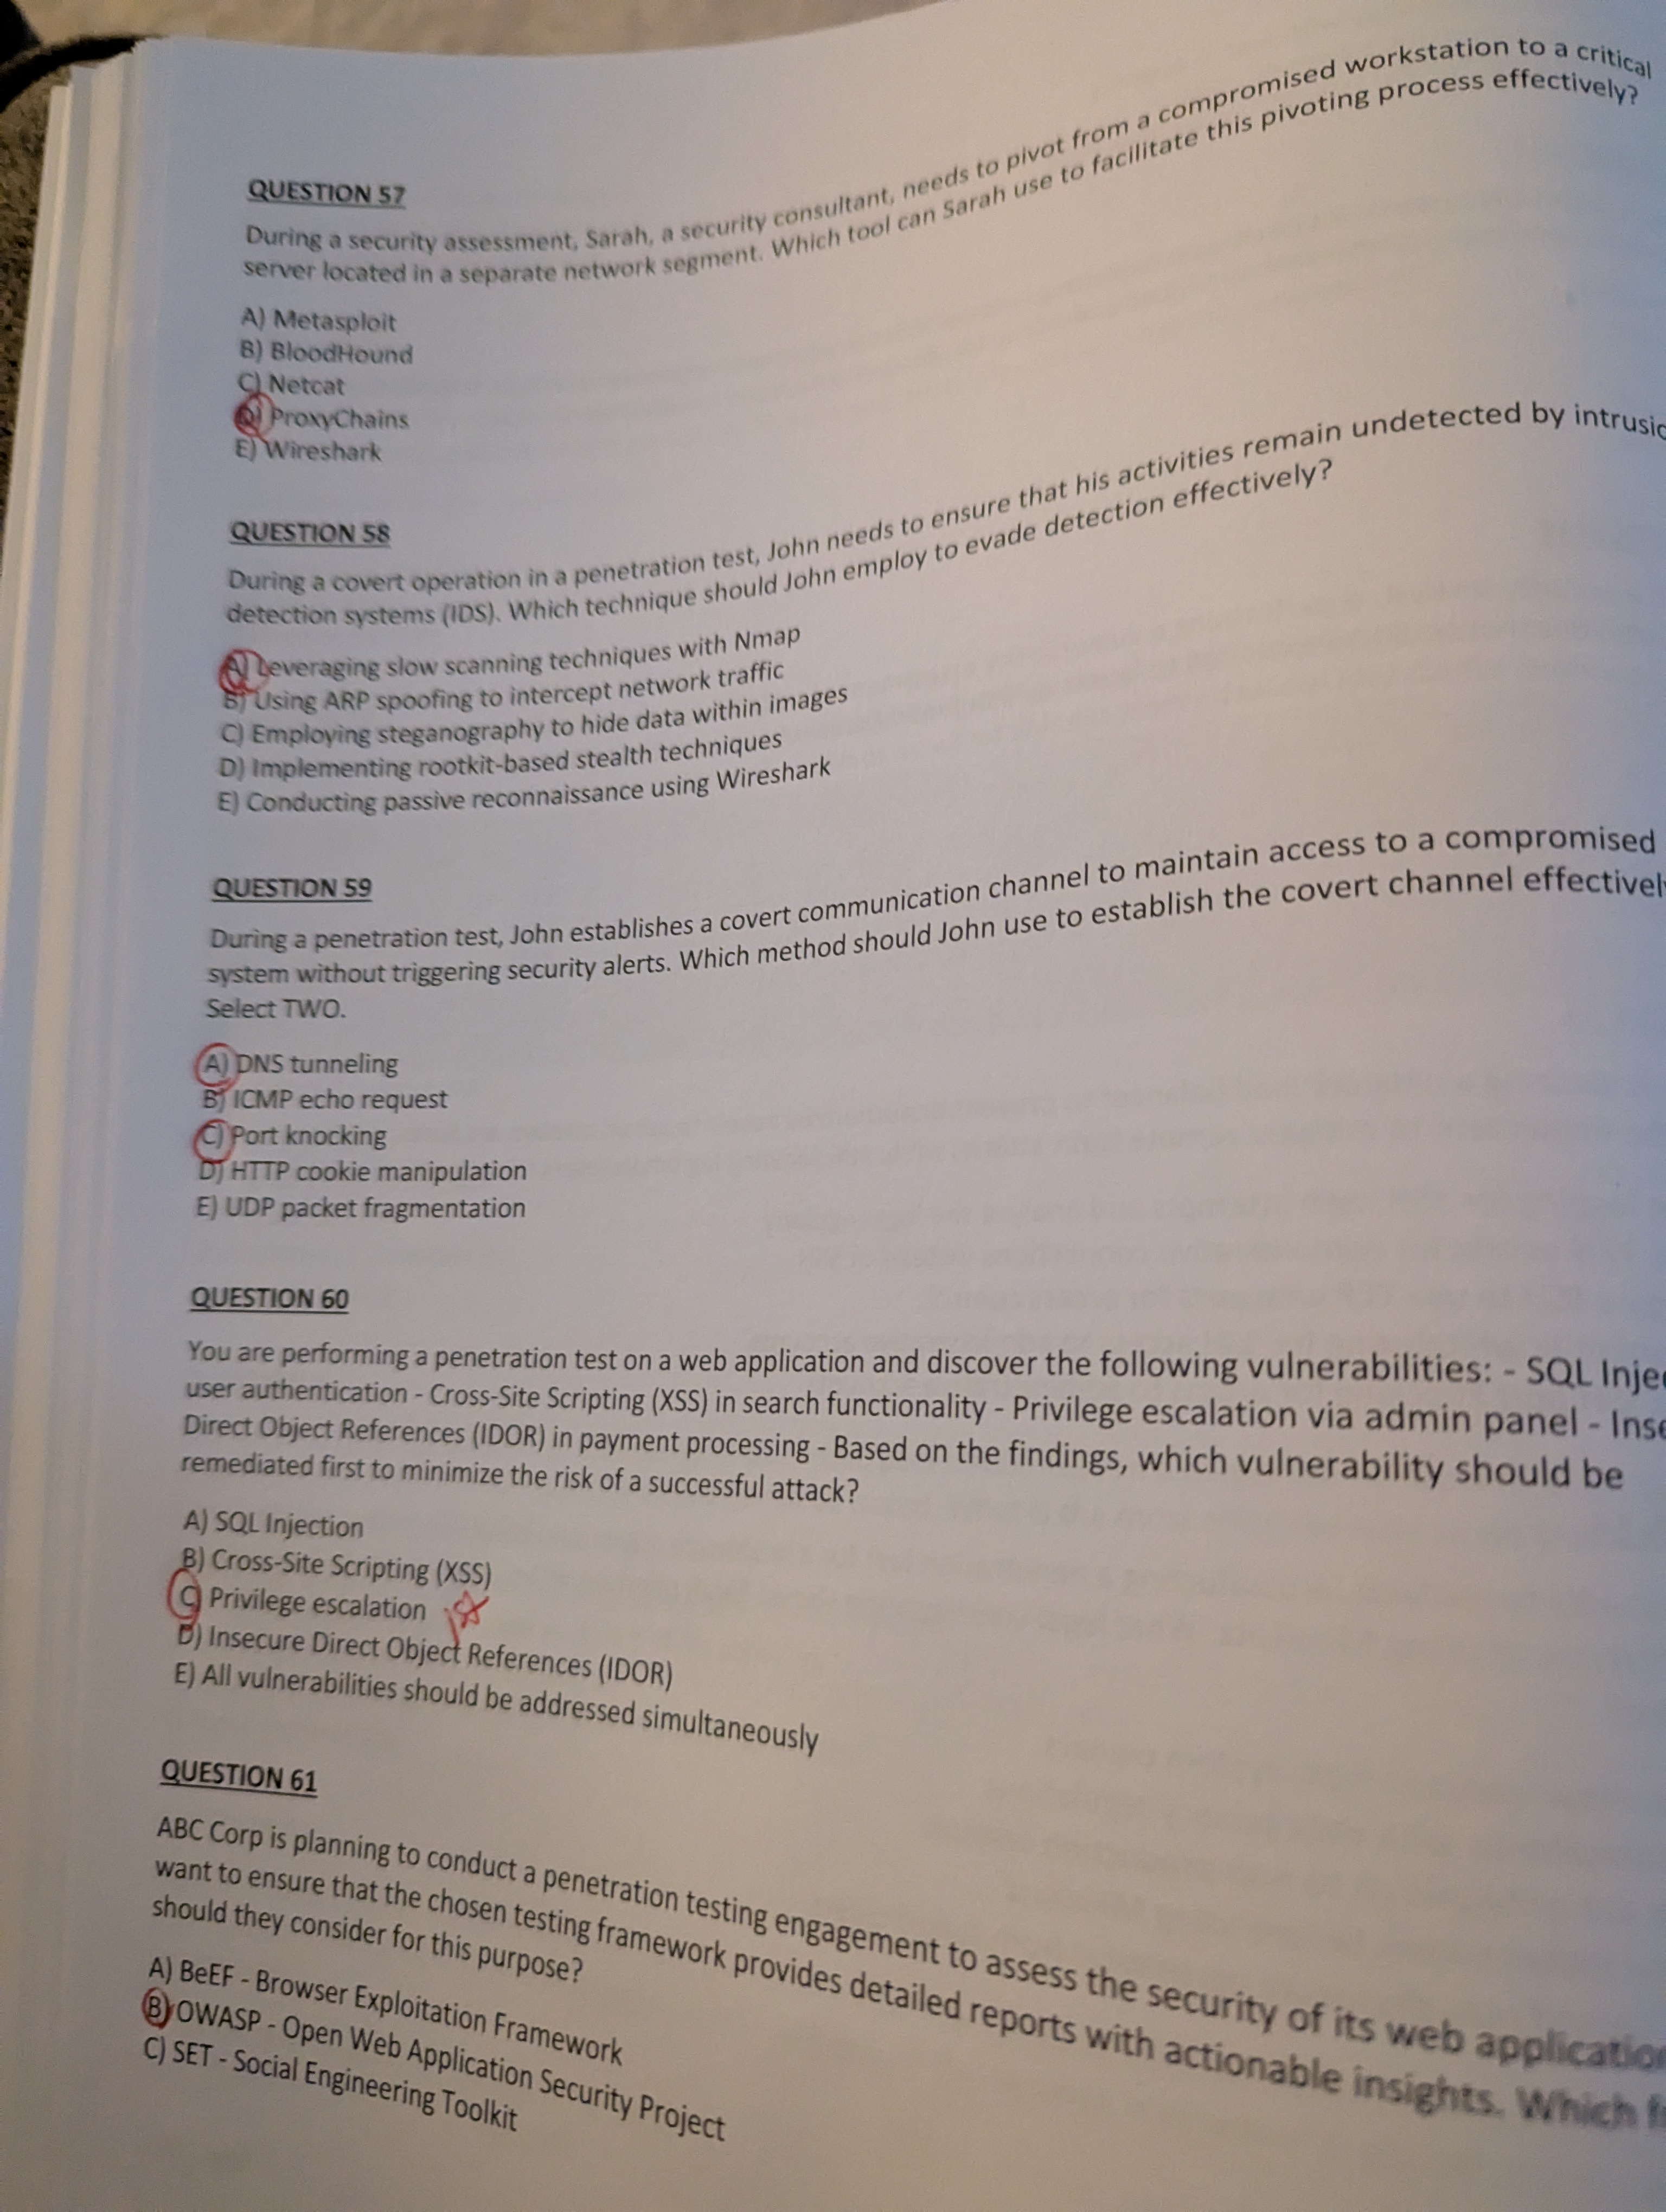 QUESTION 57
During a security assessment, Sarah, a security consultant, needs to pivot from a compromised workstation to a critical
server located in a separate network segment. Which tool can Sarah use to facilitate this pivoting process effectively?
A) Metasploit
B) BloodHound
C) Netcat
D) ProxyChains
E) Wireshark
QUESTION 58
During a covert operation in a penetration test, John needs to ensure that his activities remain undetected by
detection systems (IDS). Which technique should John employ to evade detection effectively?
A) Leveraging slow scanning techniques with Nmap
B) Using ARP spoofing to intercept network traffic
C) Employing steganography to hide data within images
D) Implementing rootkit-based stealth techniques
E) Conducting passive reconnaissance using Wireshark
QUESTION 59
During a penetration test, John establishes a covert communication channel to maintain access to a compromised
system without triggering security alerts. Which method should John use to establish the covert channel
Select TWO.
A) DNS tunneling
B) ICMP echo request
C) Port knocking
D) HTTP cookie manipulation
E) UDP packet fragmentation
QUESTION 60
You are performing a penetration test on a web application and discover the following vulnerabilities: - SQL
user authentication - Cross-Site Scripting (XSS) in search functionality - Privilege escalation via admin panel -
Direct Object References (IDOR) in payment processing - Based on the findings, which vulnerability should be
remediated first to minimize the risk of a successful attack?
A) SQL Injection
B) Cross-Site Scripting (XSS)
C) Privilege escalation
D) Insecure Direct Object References (IDOR)
E) All vulnerabilities should be addressed simultaneously
QUESTION 61
ABC Corp is planning to conduct a penetration testing engagement to assess the security of its web
want to ensure that the chosen testing framework provides detailed reports with actionable insights. Which
should they consider for this purpose?
A) BeEF - Browser Exploitation Framework
B) OWASP - Open Web Application Security Project
C) SET - Social Engineering Toolkit